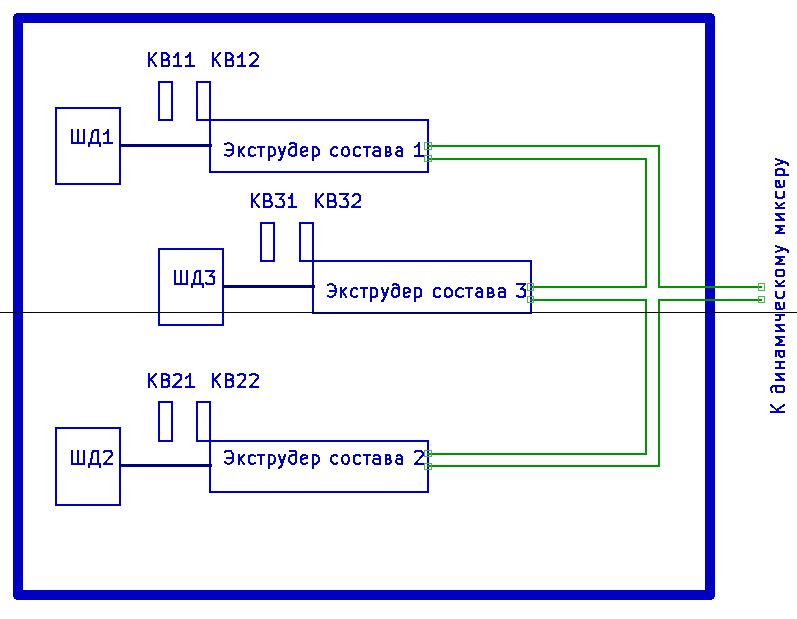 КВ11 КВ12
ШД1
Экструдер состава 1
КВ31 КВ32
ШД3
Экструдер состава 3
КВ21 КВ22
ШД2
Экструдер состава 2
К динамическому миксеру